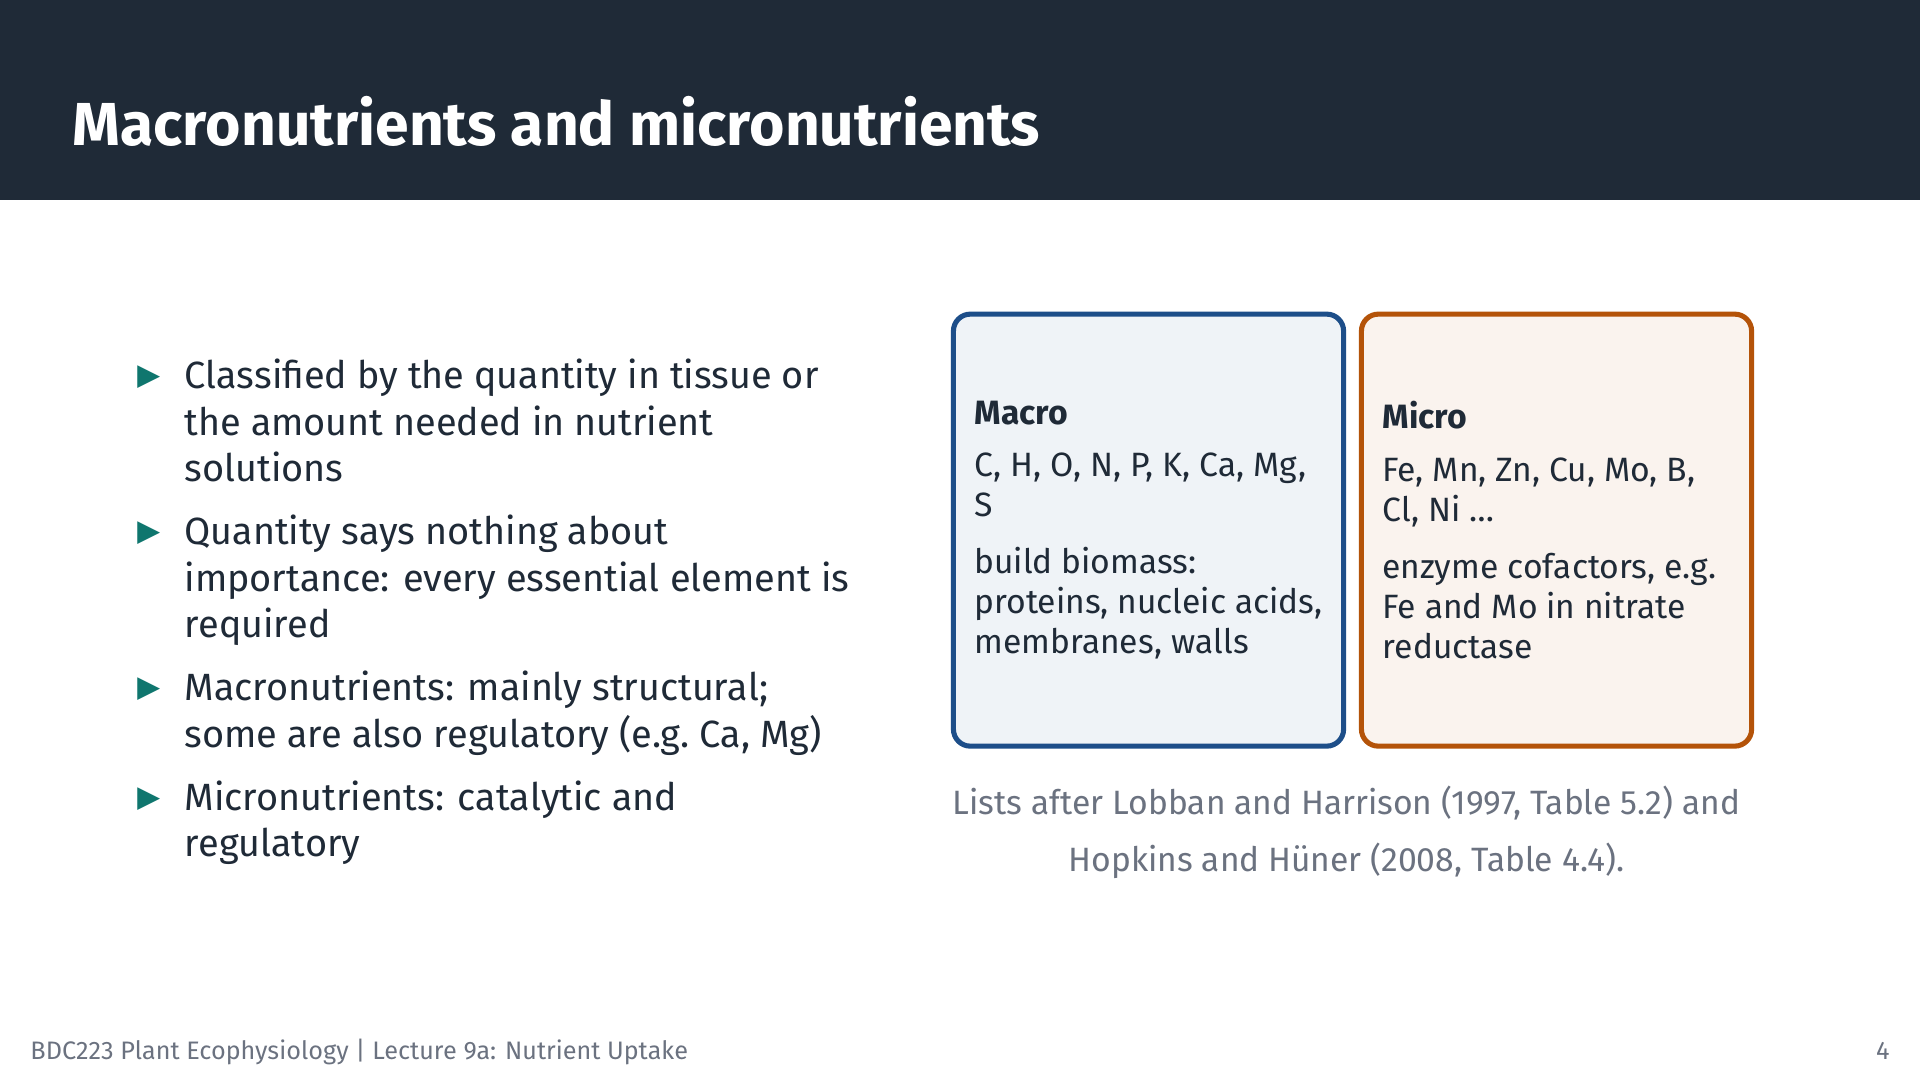 Macronutrients and micronutrients
► Classified by the quantity in tissue or
the amount needed in nutrient
solutions
► Quantity says nothing about
importance: every essential element is
required
► Macronutrients: mainly structural;
some are also regulatory (e.g. Ca, Mg)
► Micronutrients: catalytic and
regulatory
Macro
C, H, O, N, P, K, Ca, Mg,
S
build biomass:
proteins, nucleic acids,
membranes, walls
Micro
Fe, Mn, Zn, Cu, Mo, B,
Cl, Ni ...
enzyme cofactors, e.g.
Fe and Mo in nitrate
reductase
Lists after Lobban and Harrison (1997, Table 5.2) and
Hopkins and Hüner (2008, Table 4.4).
BDC223 Plant Ecophysiology | Lecture 9a: Nutrient Uptake
4